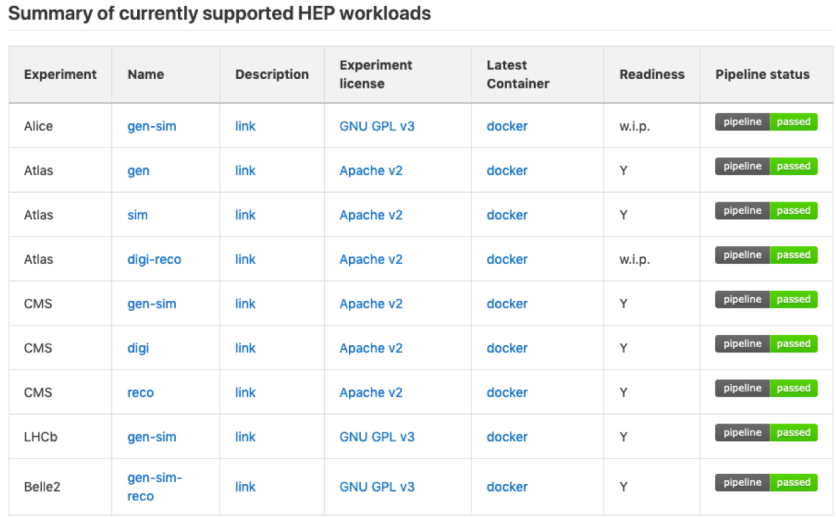 Summary of currently supported HEP workloads
Experiment Name Description Experiment license Latest Container Readiness Pipeline status
Alice gen-sim link GNU GPL v3 docker w.i.p. pipeline passed
Atlas gen link Apache v2 docker Y pipeline passed
Atlas sim link Apache v2 docker Y pipeline passed
Atlas digi-reco link Apache v2 docker w.i.p. pipeline passed
CMS gen-sim link Apache v2 docker Y pipeline passed
CMS digi link Apache v2 docker Y pipeline passed
CMS reco link Apache v2 docker Y pipeline passed
LHCb gen-sim link GNU GPL v3 docker Y pipeline passed
Belle2 gen-sim-reco link GNU GPL v3 docker Y pipeline passed